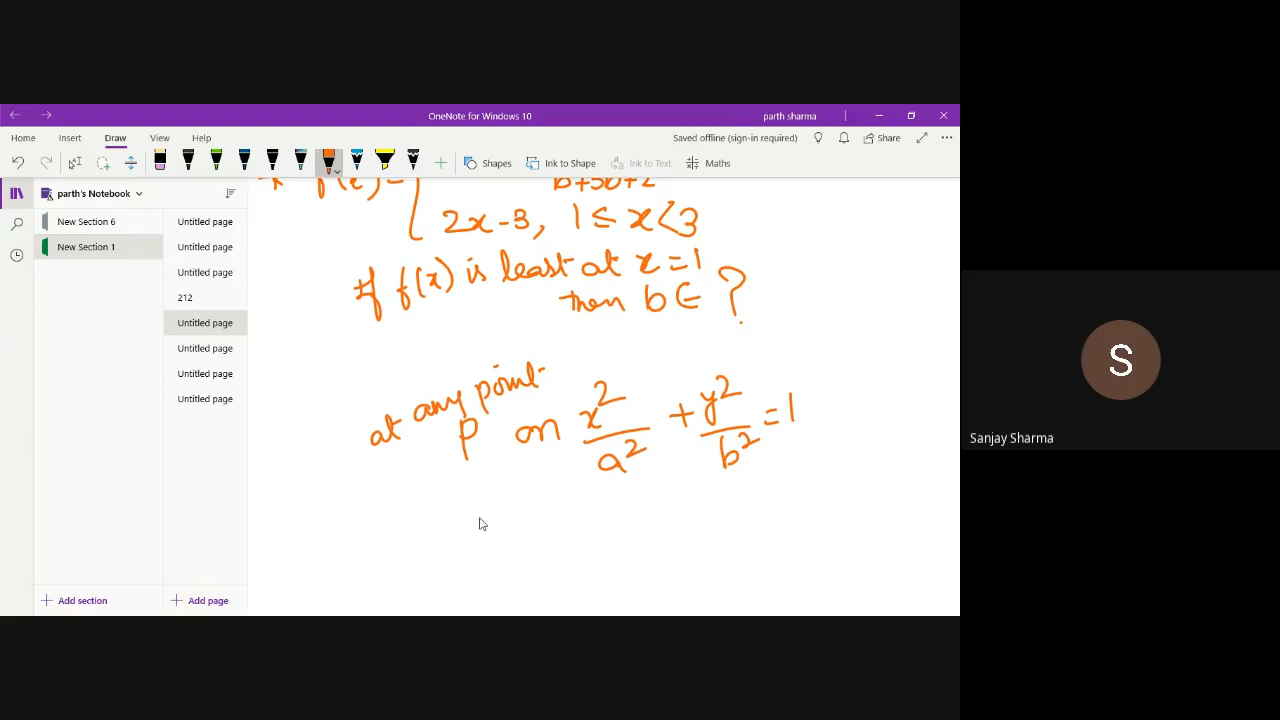 OneNote for Windows 10
parth sharma
Home Insert Draw View Help
Saved offline (sign-in required)
Share
Shapes
Ink to Shape
Ink to Text
Maths
parth's Notebook
New Section 6
New Section 1
Untitled page
Untitled page
Untitled page
212
Untitled page
Untitled page
Untitled page
Untitled page
+ Add section
+ Add page
2x-3, 1 ≤ x < 3
If f(x) is least at x = 1
then b ∈ ?
at any point
P on x²/a² + y²/b² = 1
S
Sanjay Sharma